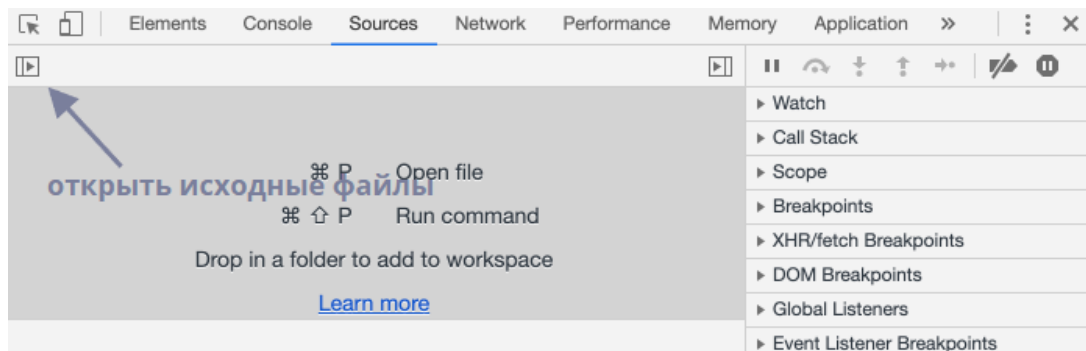 Elements Console Sources Network Performance Memory Application »
Watch
Call Stack
⌘ P Open file
открыть исходные файлы
Scope
⌘ ⇧ P Run command
Breakpoints
XHR/fetch Breakpoints
Drop in a folder to add to workspace
DOM Breakpoints
Learn more
Global Listeners
Event Listener Breakpoints